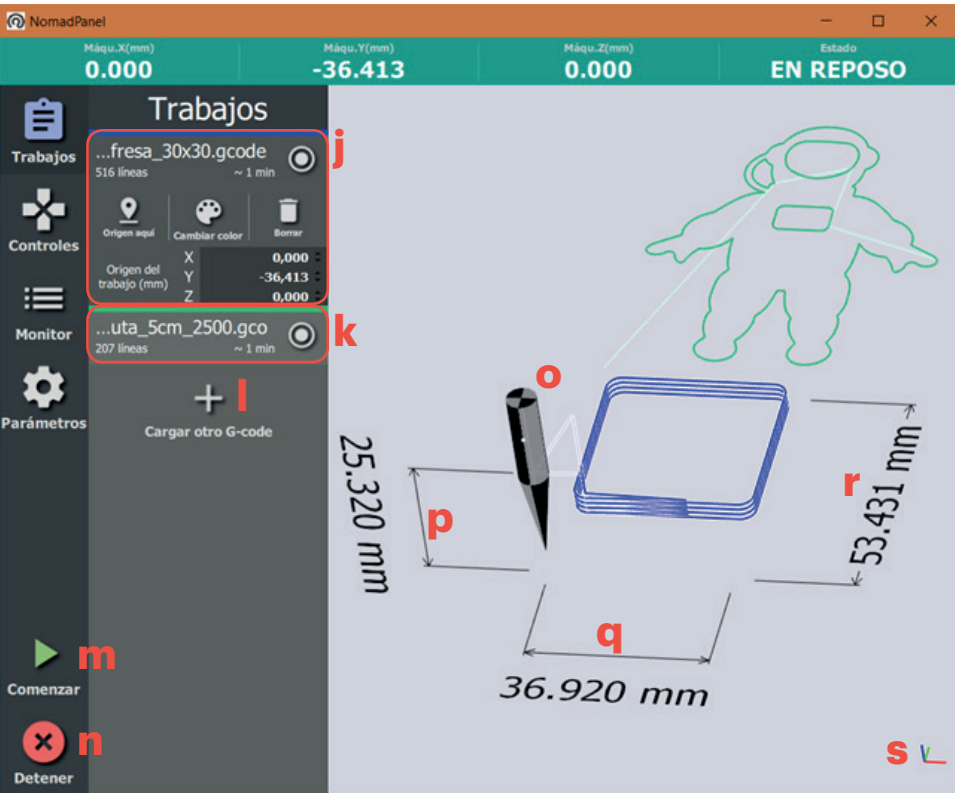 NomadPanel
Máqu.X(mm)
0.000
Máqu.Y(mm)
-36.413
Máqu.Z(mm)
0.000
Estado
EN REPOSO
Trabajos
Controles
Monitor
Parámetros
Comenzar
m
Detener
n
Trabajos
j
...fresa_30x30.gcode
516 líneas
~ 1 min
Origen aquí
Cambiar color
Borrar
Origen del
trabajo (mm)
X 0,000
Y -36,413
Z 0,000
k
...uta_5cm_2500.gco
207 líneas
~ 1 min
l
Cargar otro G-code
o
25.320 mm
p
q
36.920 mm
r
53.431 mm
s